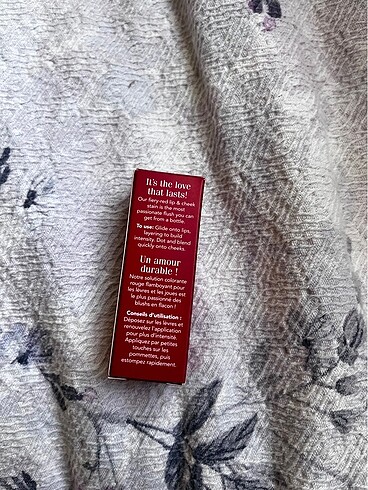 It's the love
that lasts!
Our fiery-red lip & cheek
stain is the most
passionate flush you can
get from a bottle.
To use: Glide onto lips,
layering to build
intensity. Dot and blend
quickly onto cheeks.
Un amour
durable !
Notre solution colorante
rouge flamboyant pour
les lèvres et les joues est
le plus passionné des
blushs en flacon !
Conseils d'utilisation :
Déposez sur les lèvres et
renouvelez l'application
pour plus d'intensité.
Appliquez par petites
touches sur les
pommettes, puis
estompez rapidement.